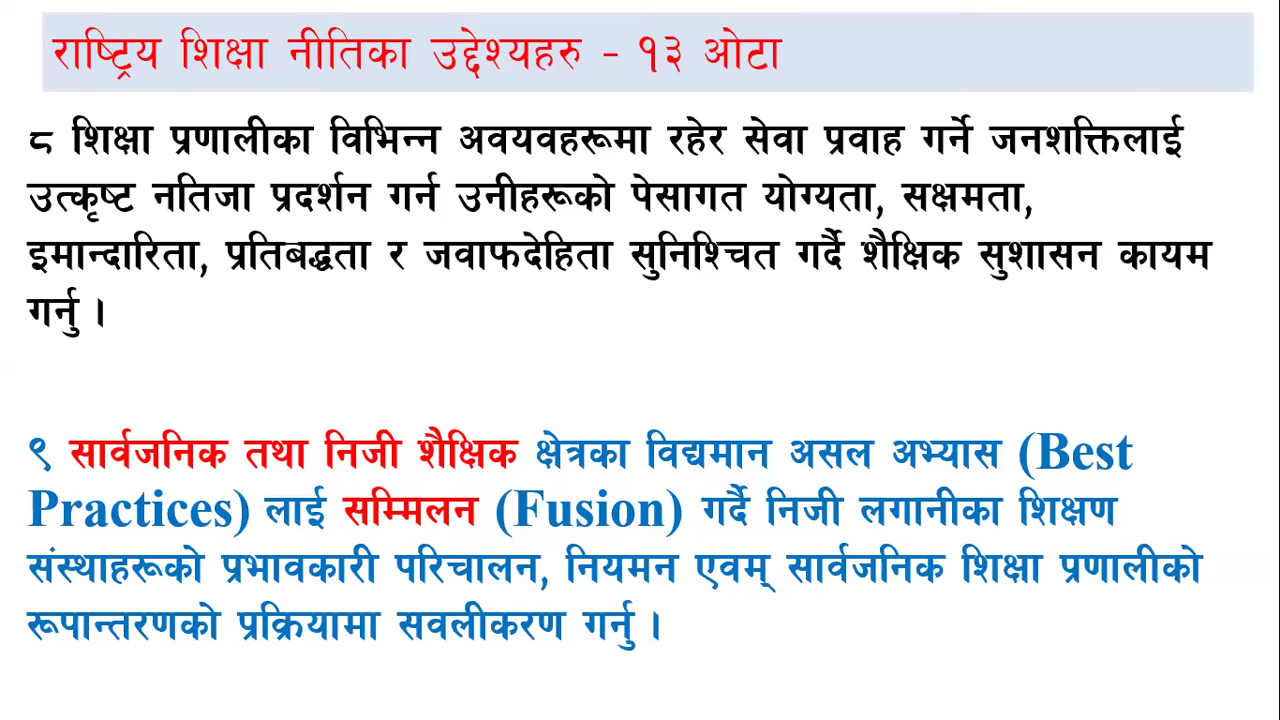 राष्ट्रिय शिक्षा नीतिका उद्देश्यहरु - १३ ओटा
८ शिक्षा प्रणालीका विभिन्न अवयवहरूमा रहेर सेवा प्रवाह गर्ने जनशक्तिलाई
उत्कृष्ट नतिजा प्रदर्शन गर्न उनीहरूको पेसागत योग्यता, सक्षमता,
इमान्दारिता, प्रतिबद्धता र जवाफदेहिता सुनिश्चित गर्दै शैक्षिक सुशासन कायम
गर्नु ।
९ सार्वजनिक तथा निजी शैक्षिक क्षेत्रका विद्यमान असल अभ्यास (Best
Practices) लाई सम्मिलन (Fusion) गर्दै निजी लगानीका शिक्षण
संस्थाहरूको प्रभावकारी परिचालन, नियमन एवम् सार्वजनिक शिक्षा प्रणालीको
रूपान्तरणको प्रक्रियामा सवलीकरण गर्नु ।